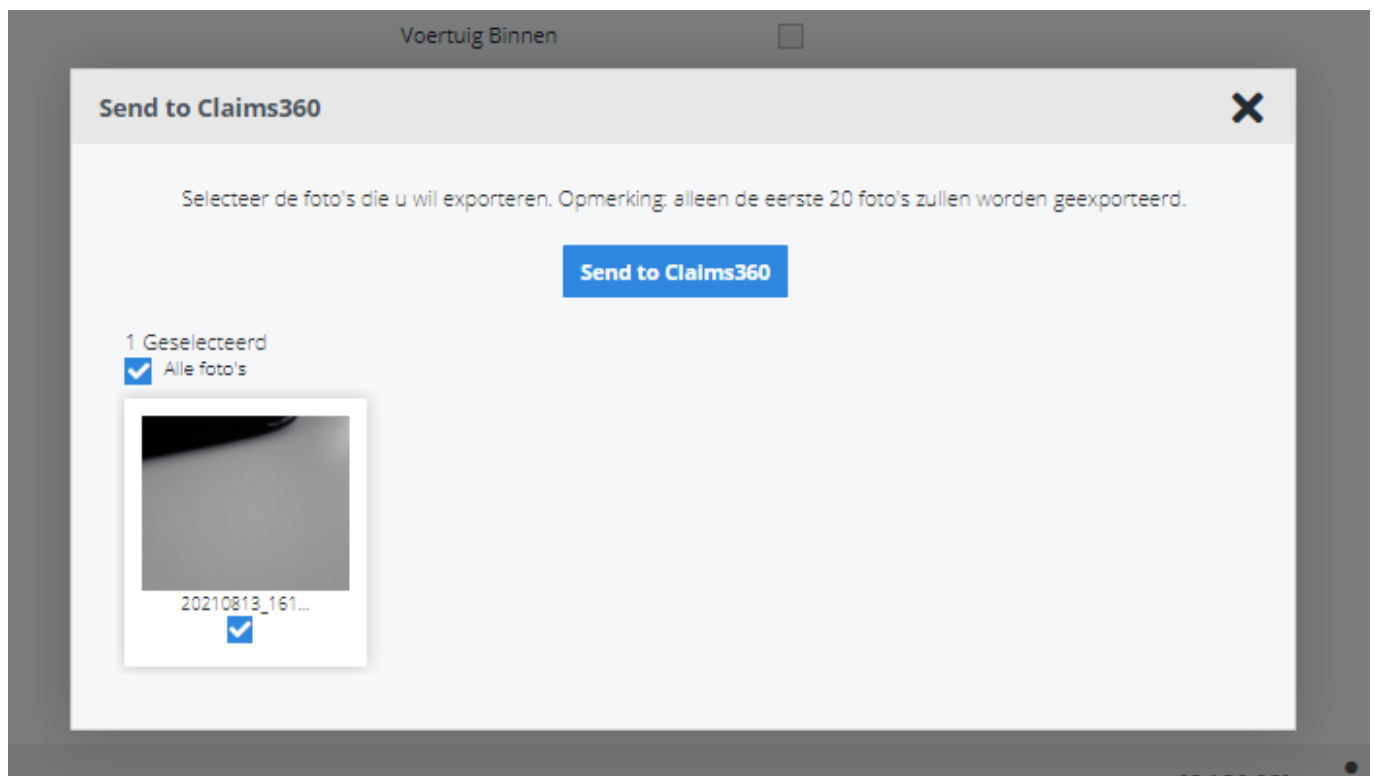 Voertuig Binnen
Send to Claims360
Selecteer de foto's die u wil exporteren. Opmerking: alleen de eerste 20 foto's zullen worden geexporteerd.
Send to Claims360
1 Geselecteerd
Alle foto's
20210813_161...